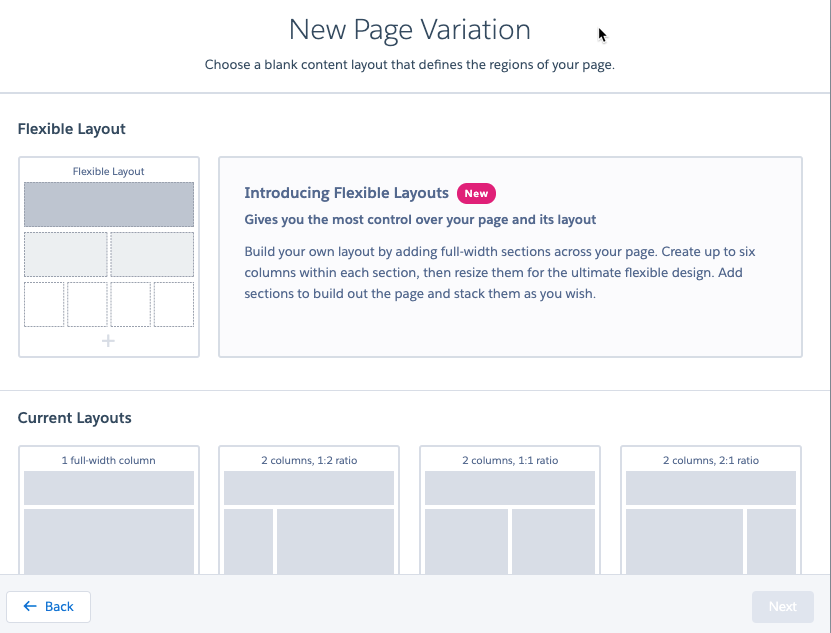 New Page Variation
Choose a blank content layout that defines the regions of your page.
Flexible Layout
Flexible Layout
Introducing Flexible Layouts New
Gives you the most control over your page and its layout
Build your own layout by adding full-width sections across your page. Create up to six
columns within each section, then resize them for the ultimate flexible design. Add
sections to build out the page and stack them as you wish.
Current Layouts
1 full-width column
2 columns, 1:2 ratio
2 columns, 1:1 ratio
2 columns, 2:1 ratio
Back
Next